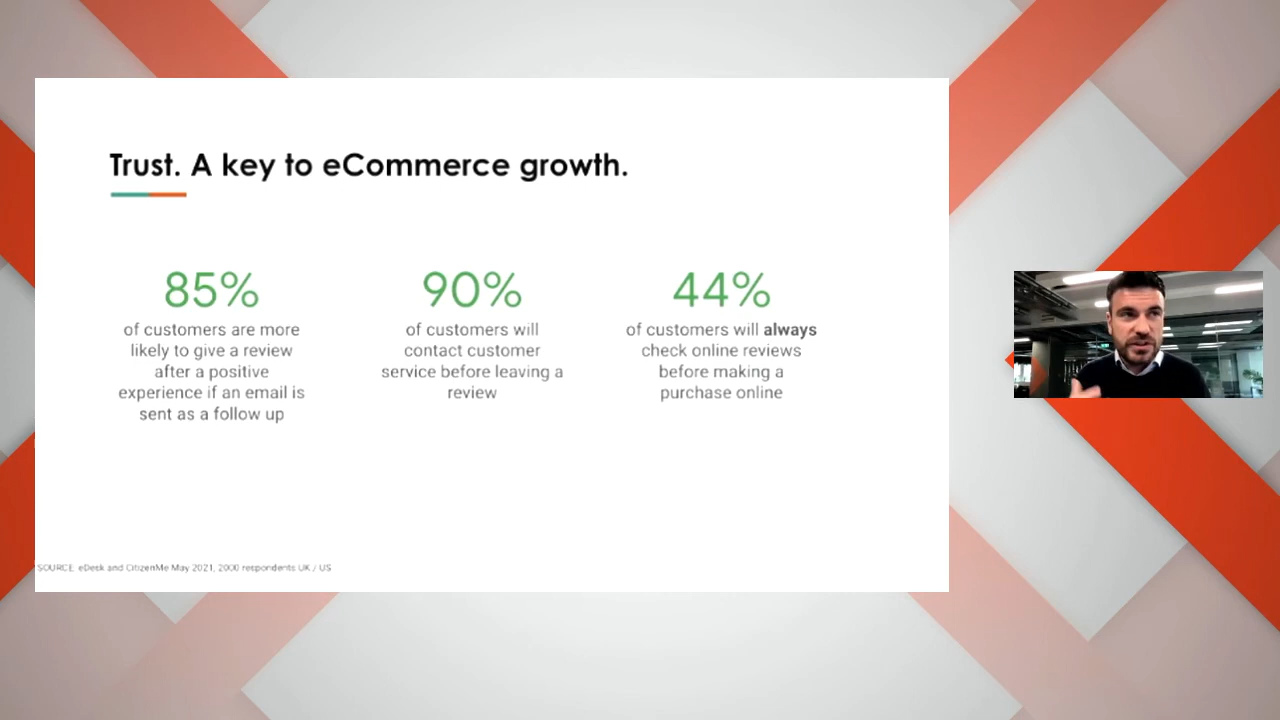 Trust. A key to eCommerce growth.
85%
of customers are more
likely to give a review
after a positive
experience if an email is
sent as a follow up
90%
of customers will
contact customer
service before leaving a
review
44%
of customers will always
check online reviews
before making a
purchase online
SOURCE: eDesk and CitizenMe May 2021, 2000 respondents UK / US